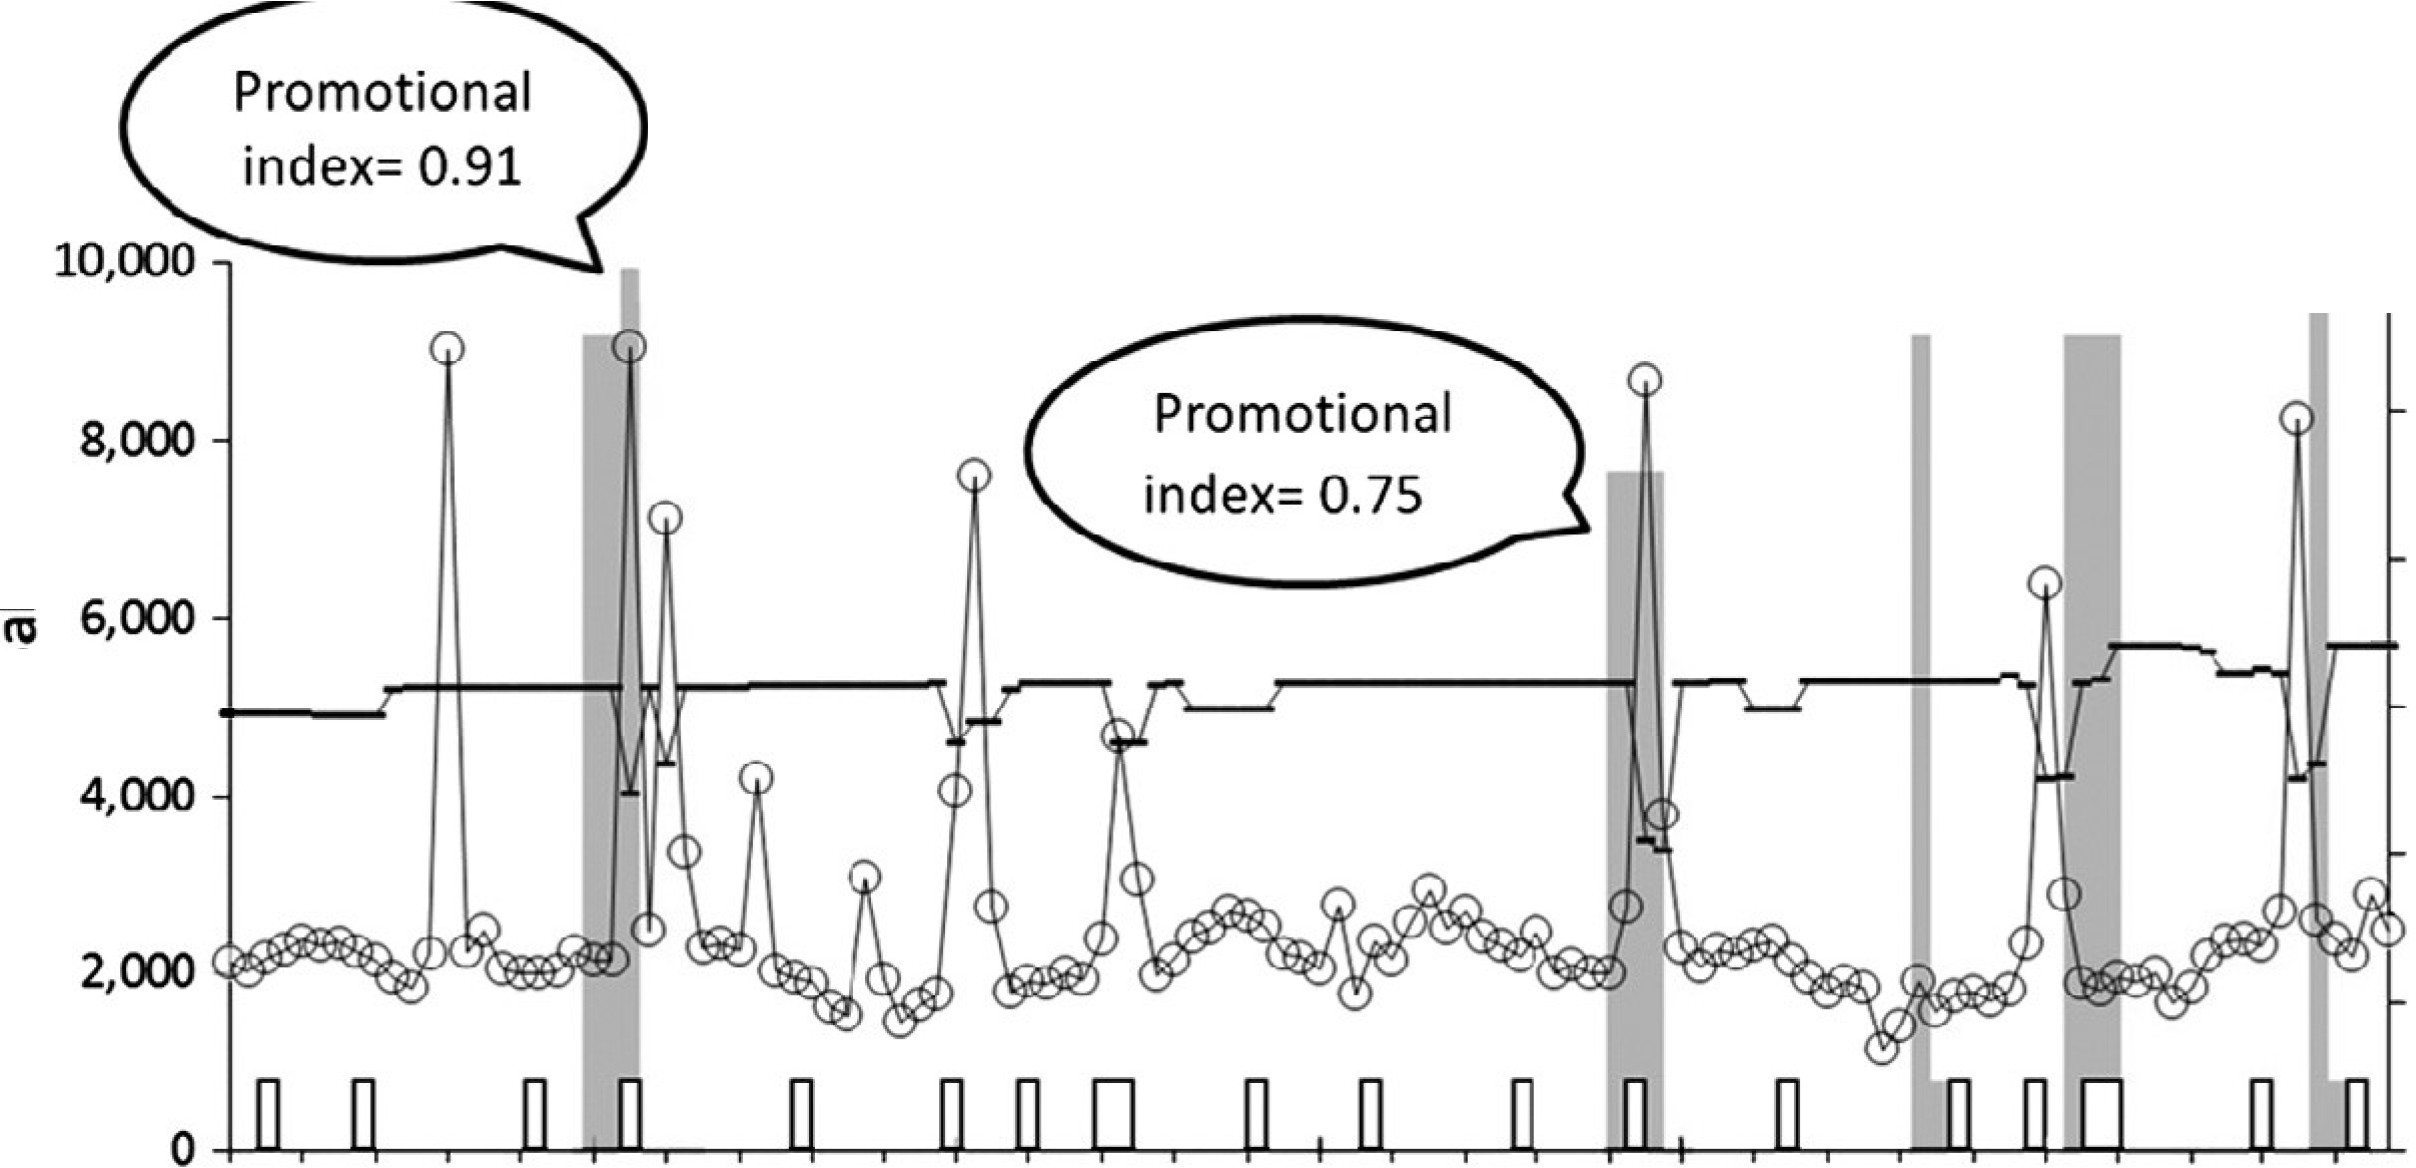 Promotional
index= 0.91
10,000
8,000
Promotional
index= 0.75
6,000
4,000
2,000
0